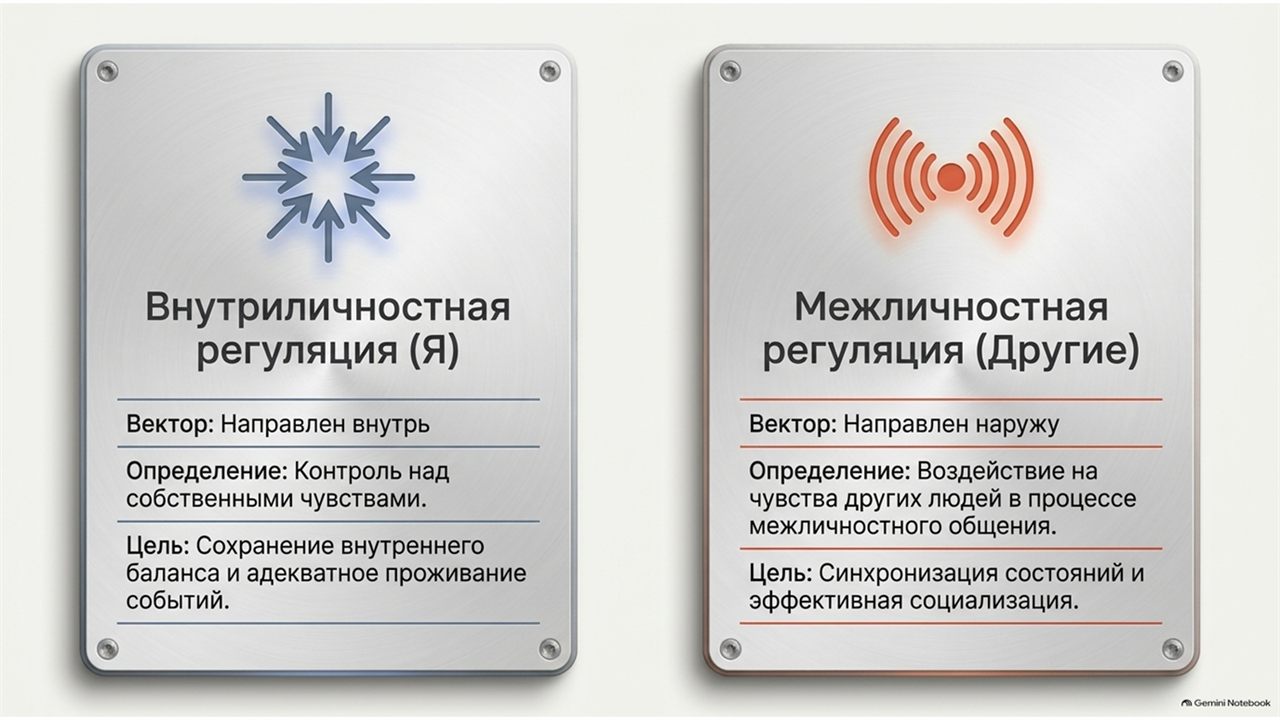 Внутриличностная
регуляция (Я)
Вектор: Направлен внутрь
Определение: Контроль над
собственными чувствами.
Цель: Сохранение внутреннего
баланса и адекватное проживание
событий.
Межличностная
регуляция (Другие)
Вектор: Направлен наружу
Определение: Воздействие на
чувства других людей в процессе
межличностного общения.
Цель: Синхронизация состояний и
эффективная социализация.
Gemini Notebook